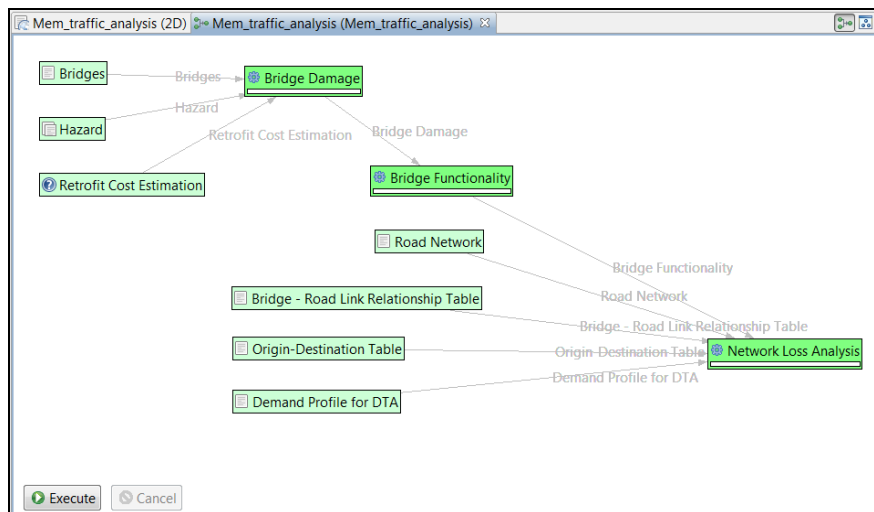 Mem_traffic_analysis (2D)
Mem_traffic_analysis (Mem_traffic_analysis)
Bridges
Bridges
Bridge Damage
Hazard
Hazard
Retrofit Cost Estimation
Bridge Damage
Retrofit Cost Estimation
Bridge Functionality
Road Network
Bridge Functionality
Bridge - Road Link Relationship Table
Road Network
Bridge - Road Link Relationship Table
Origin-Destination Table
Origin-Destination Table
Network Loss Analysis
Demand Profile for DTA
Demand Profile for DTA
Execute
Cancel